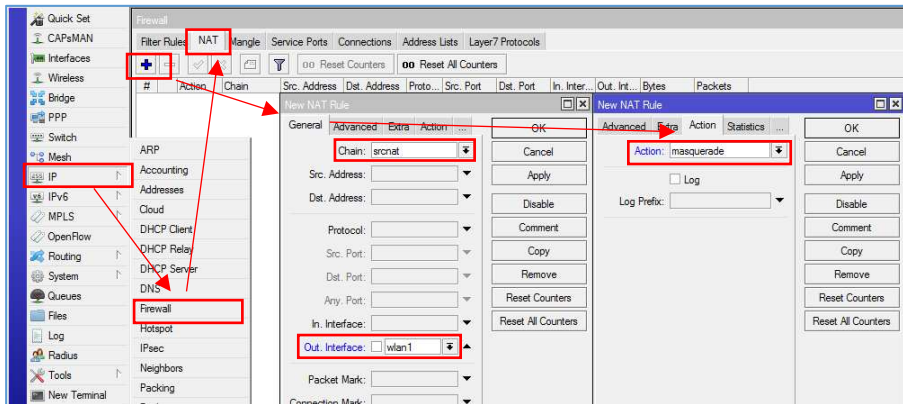 Quick Set
CAPsMAN
Interfaces
Wireless
Bridge
PPP
Switch
Mesh
IP
IPv6
MPLS
OpenFlow
Routing
System
Queues
Files
Log
Radius
Tools
New Terminal
ARP
Accounting
Addresses
Cloud
DHCP Client
DHCP Relay
DHCP Server
DNS
Firewall
Hotspot
IPsec
Neighbors
Packing
Firewall
Filter Rules NAT Mangle Service Ports Connections Address Lists Layer7 Protocols
00 Reset Counters 00 Reset All Counters
# Action Chain Src. Address Dst. Address Proto... Src. Port Dst. Port In. Inter... Out. Int... Bytes Packets
New NAT Rule
General Advanced Extra Action ...
Chain: srcnat
Src. Address:
Dst. Address:
Protocol:
Src. Port:
Dst. Port:
Any. Port:
In. Interface:
Out. Interface: wlan1
Packet Mark:
Connection Mark:
OK
Cancel
Apply
Disable
Comment
Copy
Remove
Reset Counters
Reset All Counters
New NAT Rule
Advanced Extra Action Statistics ...
Action: masquerade
Log
Log Prefix:
OK
Cancel
Apply
Disable
Comment
Copy
Remove
Reset Counters
Reset All Counters